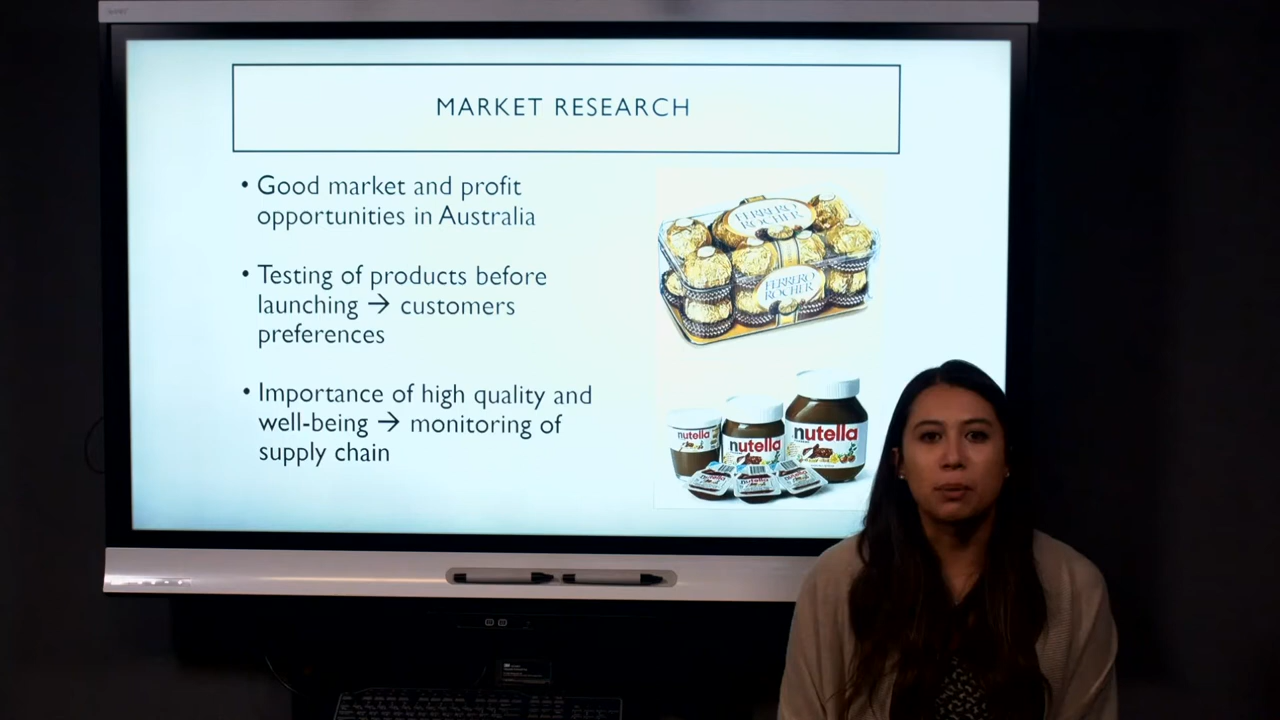 SMART
MARKET RESEARCH
• Good market and profit
opportunities in Australia
• Testing of products before
launching → customers
preferences
• Importance of high quality and
well-being → monitoring of
supply chain
FERRERO
ROCHER
FERRERO
ROCHER
nutella
nutella
nutella